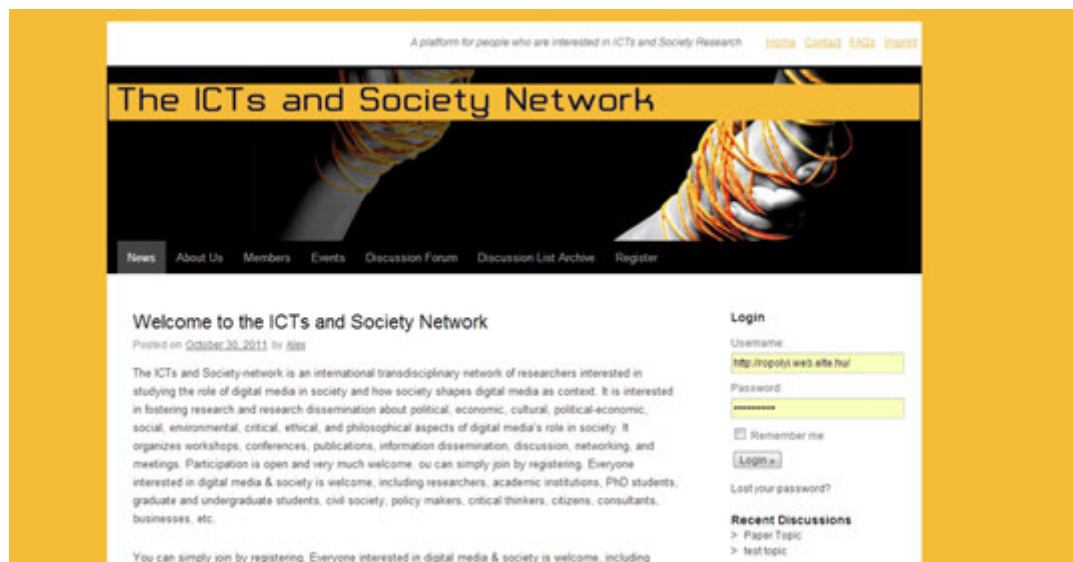 A platform for people who are interested in ICTs and Society Research
Home Contact FAQs Imprint
The ICTs and Society Network
News About Us Members Events Discussion Forum Discussion List Archive Register
Welcome to the ICTs and Society Network
Posted on October 30, 2011 by Alex
The ICTs and Society-network is an international transdisciplinary network of researchers interested in
studying the role of digital media in society and how society shapes digital media as context. It is interested
in fostering research and research dissemination about political, economic, cultural, political-economic,
social, environmental, critical, ethical, and philosophical aspects of digital media's role in society. It
organizes workshops, conferences, publications, information dissemination, discussion, networking, and
meetings. Participation is open and very much welcome. ou can simply join by registering. Everyone
interested in digital media & society is welcome, including researchers, academic institutions, PhD students,
graduate and undergraduate students, civil society, policy makers, critical thinkers, citizens, consultants,
businesses, etc.
You can simply join by registering. Everyone interested in digital media & society is welcome, including
Login
Username:
http://ropolyi.web.elte.hu/
Password:
Remember me
Login »
Lost your password?
Recent Discussions
> Paper Topic
> test topic